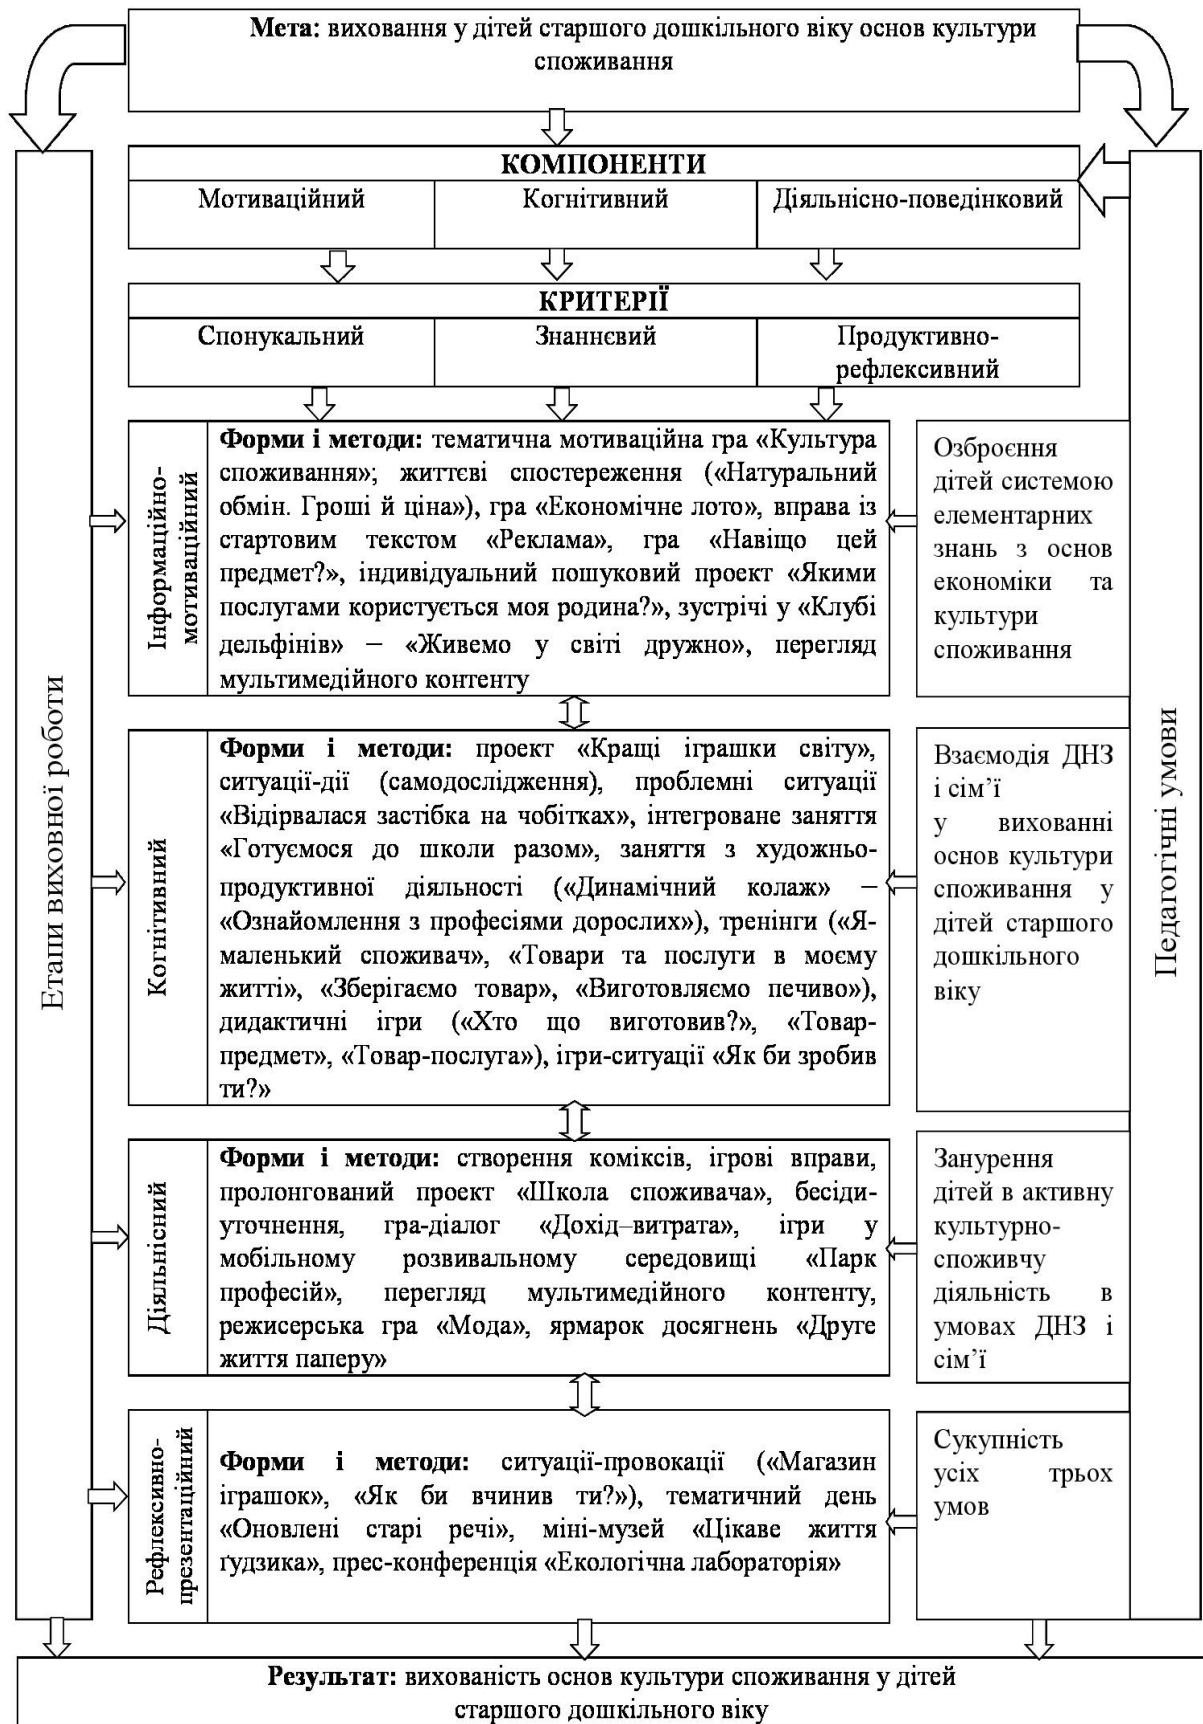 Мета: виховання у дітей старшого дошкільного віку основ культури
споживання
КОМПОНЕНТИ
Мотиваційний
Когнітивний
Діяльнісно-поведінковий
КРИТЕРІЇ
Спонукальний
Знаннєвий
Продуктивно-
рефлексивний
Етапи виховної роботи
Інформаційно-
мотиваційний
Форми і методи: тематична мотиваційна гра «Культура
споживання»; життєві спостереження («Натуральний
обмін. Гроші й ціна»), гра «Економічне лото», вправа із
стартовим текстом «Реклама», гра «Навіщо цей
предмет?», індивідуальний пошуковий проект «Якими
послугами користується моя родина?», зустрічі у «Клубі
дельфінів» – «Живемо у світі дружно», перегляд
мультимедійного контенту
Озброєння
дітей системою
елементарних
знань з основ
економіки та
культури
споживання
Когнітивний
Форми і методи: проект «Кращі іграшки світу»,
ситуації-дії (самодослідження), проблемні ситуації
«Відірвалася застібка на чобітках», інтегроване заняття
“Готуємося до школи разом», заняття з художньо-
продуктивної діяльності («Динамічний колаж» –
«Ознайомлення з професіями дорослих»), тренінги («Я-
маленький споживач», «Товари та послуги в моєму
житті», «Зберігаємо товар», «Виготовляємо печиво»),
дидактичні ігри («Хто що виготовив?», «Товар-
предмет», «Товар-послуга»), ігри-ситуації «Як би зробив
ти?»
Взаємодія ДНЗ
і сім’ї
у вихованні
основ культури
споживання у
дітей старшого
дошкільного
віку
Діяльнісний
Форми і методи: створення коміксів, ігрові вправи,
пролонгований проект «Школа споживача», бесіди-
уточнення, гра-діалог «Дохід–витрата», ігри у
мобільному розвивальному середовищі «Парк
професій», перегляд мультимедійного контенту,
режисерська гра «Мода», ярмарок досягнень «Друге
життя паперу»
Занурення
дітей в активну
культурно-
споживчу
діяльність в
умовах ДНЗ і
сім’ї
Рефлексивно-
презентаційний
Форми і методи: ситуації-провокації («Магазин
іграшок», «Як би вчинив ти?»), тематичний день
«Оновлені старі речі», міні-музей «Цікаве життя
ґудзика», прес-конференція «Екологічна лабораторія»
Сукупність
усіх трьох
умов
Педагогічні умови
Результат: вихованість основ культури споживання у дітей
старшого дошкільного віку